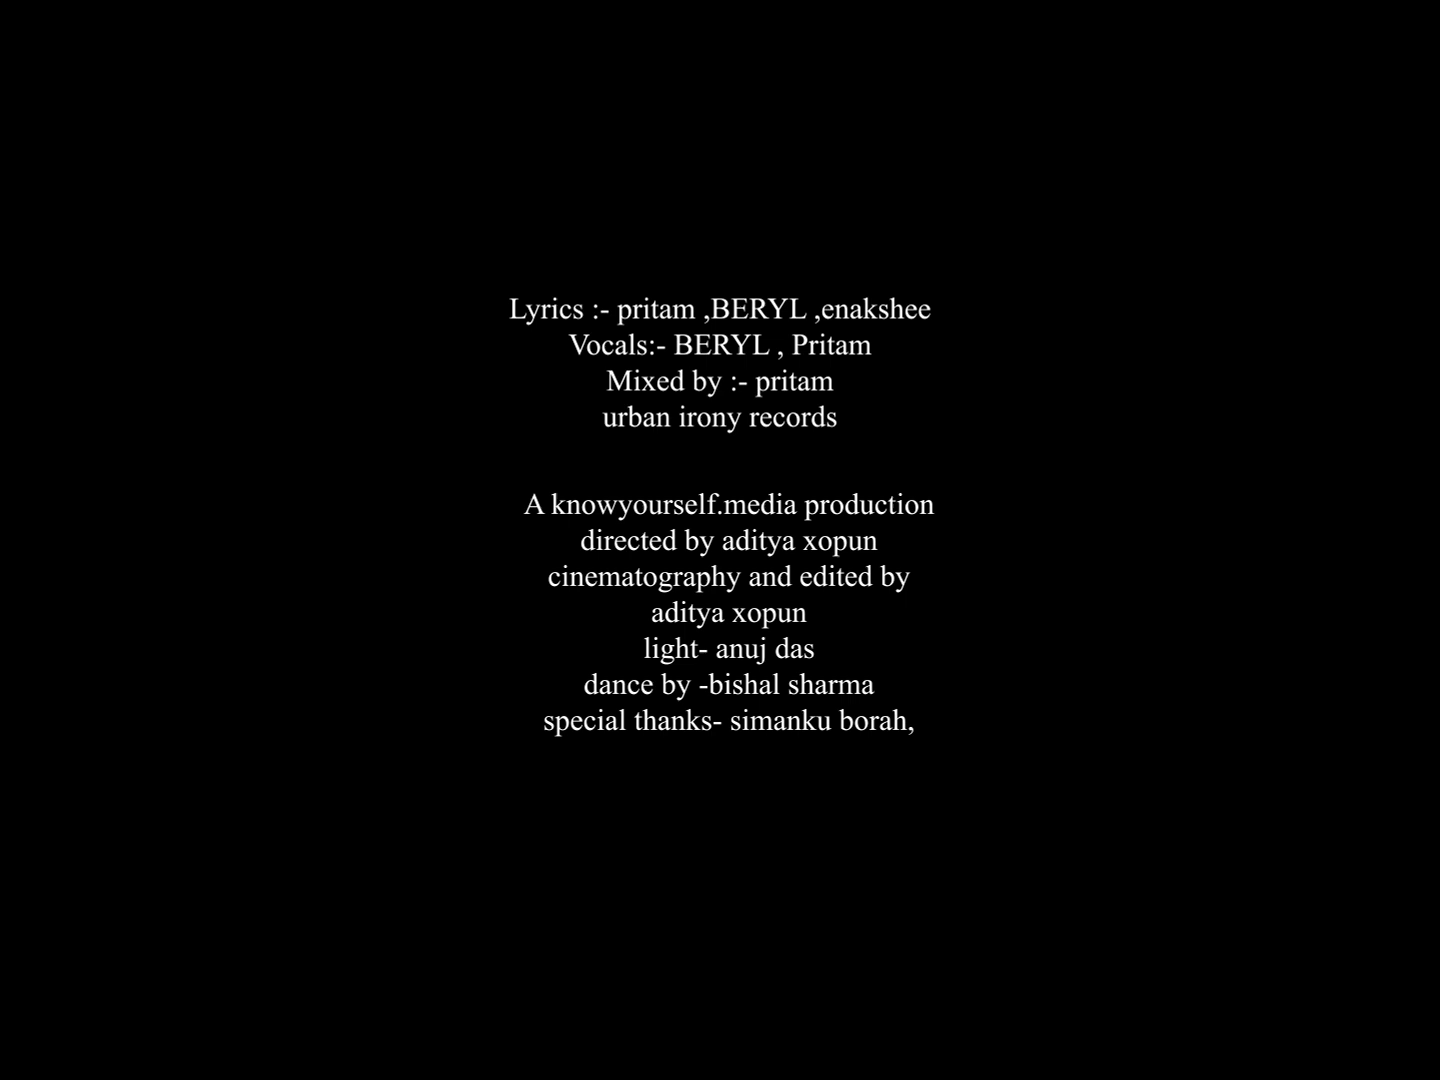 Lyrics :- pritam ,BERYL ,enakshee
Vocals:- BERYL , Pritam
Mixed by :- pritam
urban irony records
A knowyourself.media production
directed by aditya xopun
cinematography and edited by
aditya xopun
light- anuj das
dance by -bishal sharma
special thanks- simanku borah,